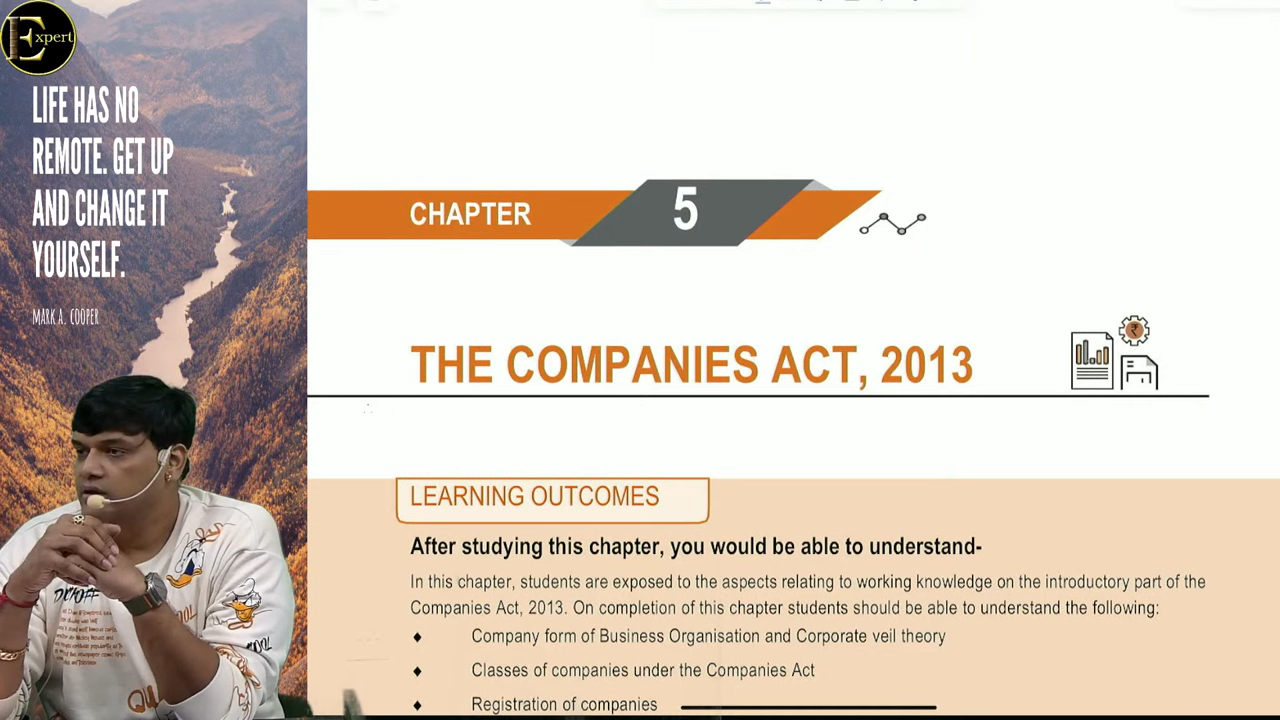 Expert
LIFE HAS NO
REMOTE. GET UP
AND CHANGE IT
YOURSELF.
MARK A. COOPER
CHAPTER 5
THE COMPANIES ACT, 2013
₹
LEARNING OUTCOMES
After studying this chapter, you would be able to understand-
In this chapter, students are exposed to the aspects relating to working knowledge on the introductory part of the
Companies Act, 2013. On completion of this chapter students should be able to understand the following:
♦ Company form of Business Organisation and Corporate veil theory
♦ Classes of companies under the Companies Act
♦ Registration of companies